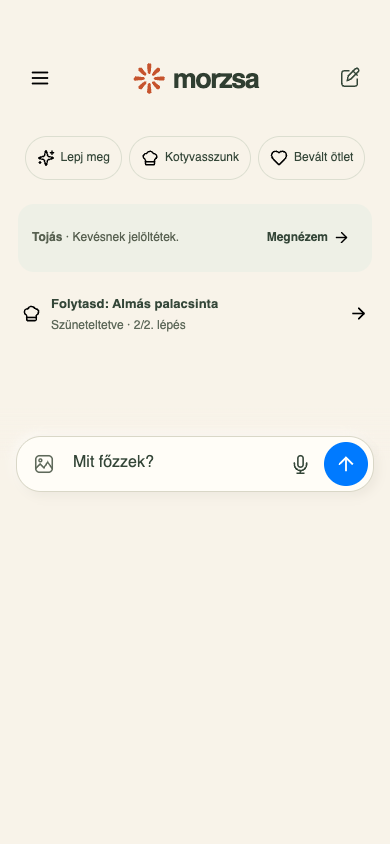 morzsa
Lepj meg
Kotyvasszunk
Bevált ötlet
Tojás · Kevésnek jelöltétek.
Megnézem
Folytasd: Almás palacsinta
Szüneteltetve · 2/2. lépés
Mit főzzek?